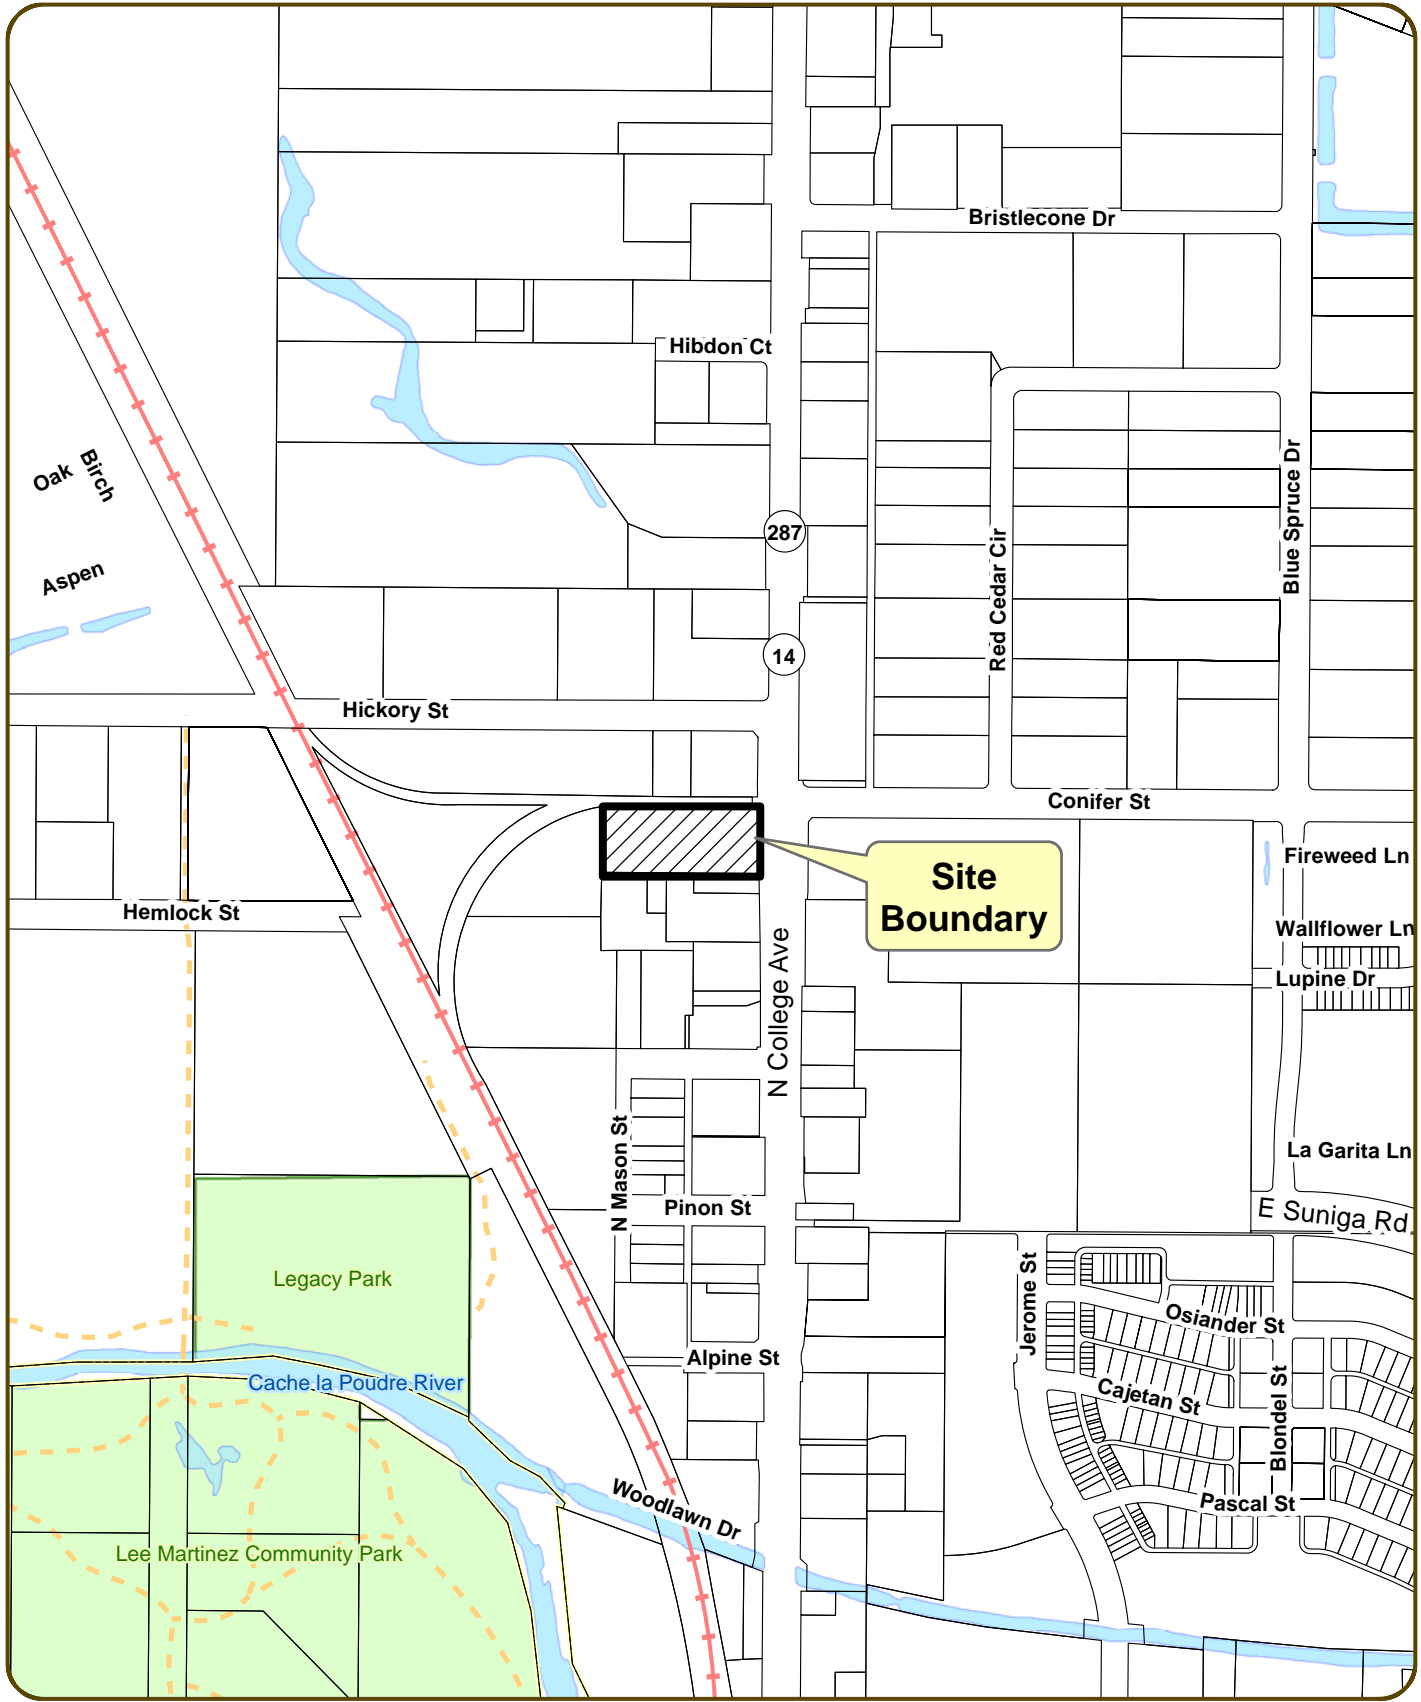 Bristlecone Dr
Hibdon Ct
Oak
Birch
287
Blue Spruce Dr
Red Cedar Cir
Aspen
14
Hickory St
Conifer St
Site
Boundary
Fireweed Ln
Hemlock St
Wallflower Ln
Lupine Dr
N College Ave
N Mason St
La Garita Ln
Pinon St
E Suniga Rd
Legacy Park
Jerome St
Osiander St
Alpine St
Cache la Poudre River
Cajetan St
Blondel St
Woodlawn Dr
Pascal St
Lee Martinez Community Park